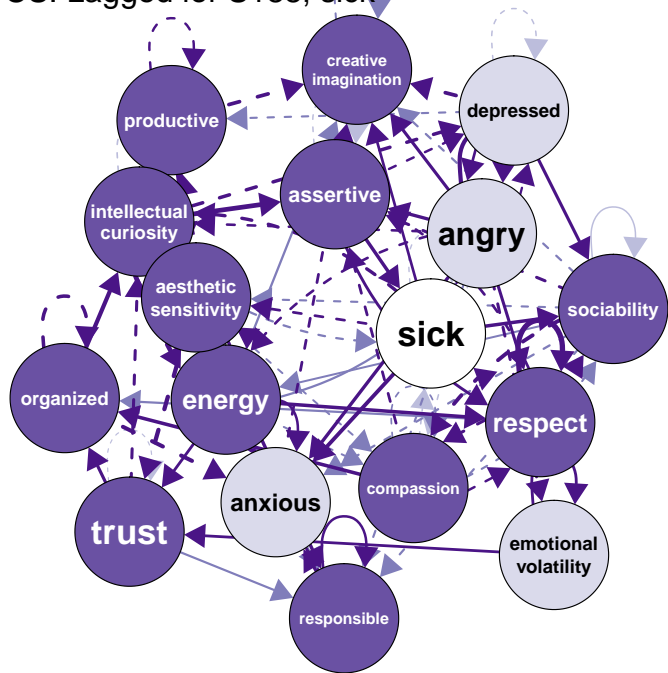 creative
imagination
depressed
productive
assertive
intellectual
curiosity
angry
aesthetic
sensitivity
sociability
sick
organized
energy
respect
anxious
compassion
trust
emotional
volatility
responsible